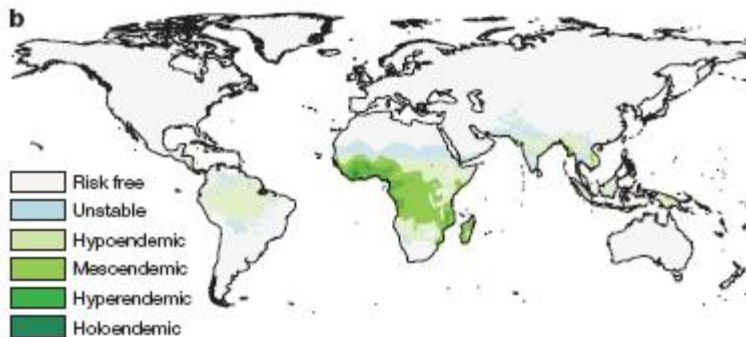 b
Risk free
Unstable
Hypoendemic
Mesoendemic
Hyperendemic
Holoendemic